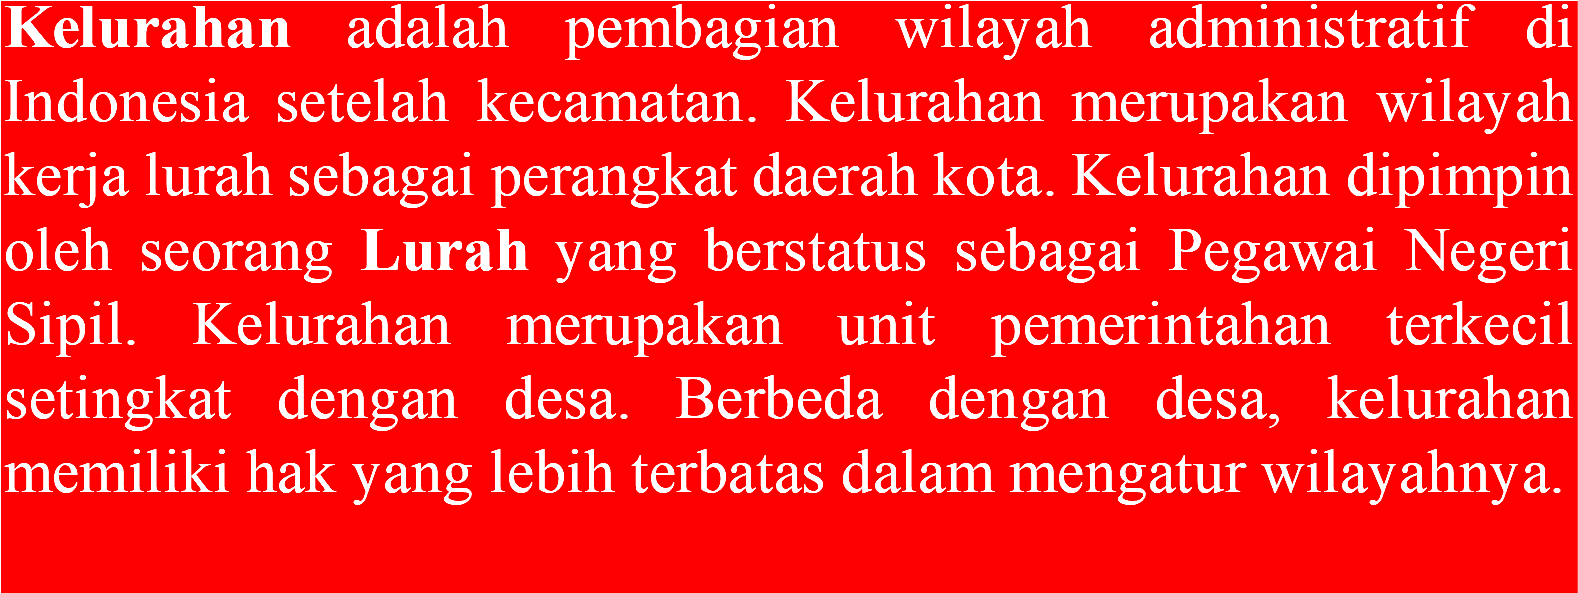 Kelurahan adalah pembagian wilayah administratif di
Indonesia setelah kecamatan. Kelurahan merupakan wilayah
kerja lurah sebagai perangkat daerah kota. Kelurahan dipimpin
oleh seorang Lurah yang berstatus sebagai Pegawai Negeri
Sipil. Kelurahan merupakan unit pemerintahan terkecil
setingkat dengan desa. Berbeda dengan desa, kelurahan
memiliki hak yang lebih terbatas dalam mengatur wilayahnya.